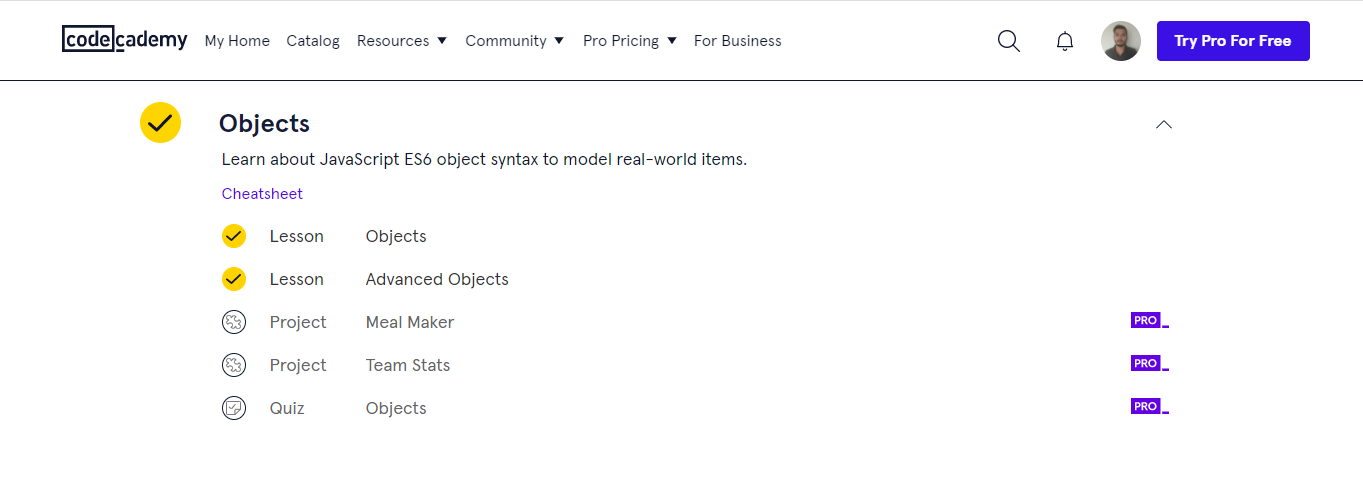 codecademy My Home Catalog Resources Community Pro Pricing For Business Try Pro For Free
Objects
Learn about JavaScript ES6 object syntax to model real-world items.
Cheatsheet
Lesson Objects
Lesson Advanced Objects
Project Meal Maker PRO
Project Team Stats PRO
Quiz Objects PRO